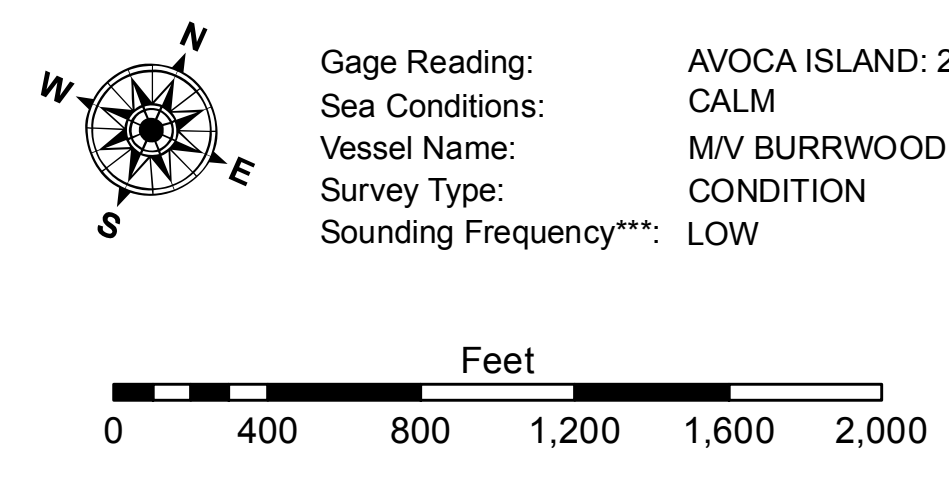 N
W
E
S
Gage Reading: AVOCA ISLAND: 2
Sea Conditions: CALM
Vessel Name: M/V BURRWOOD
Survey Type: CONDITION
Sounding Frequency***: LOW
Feet
0 400 800 1,200 1,600 2,000